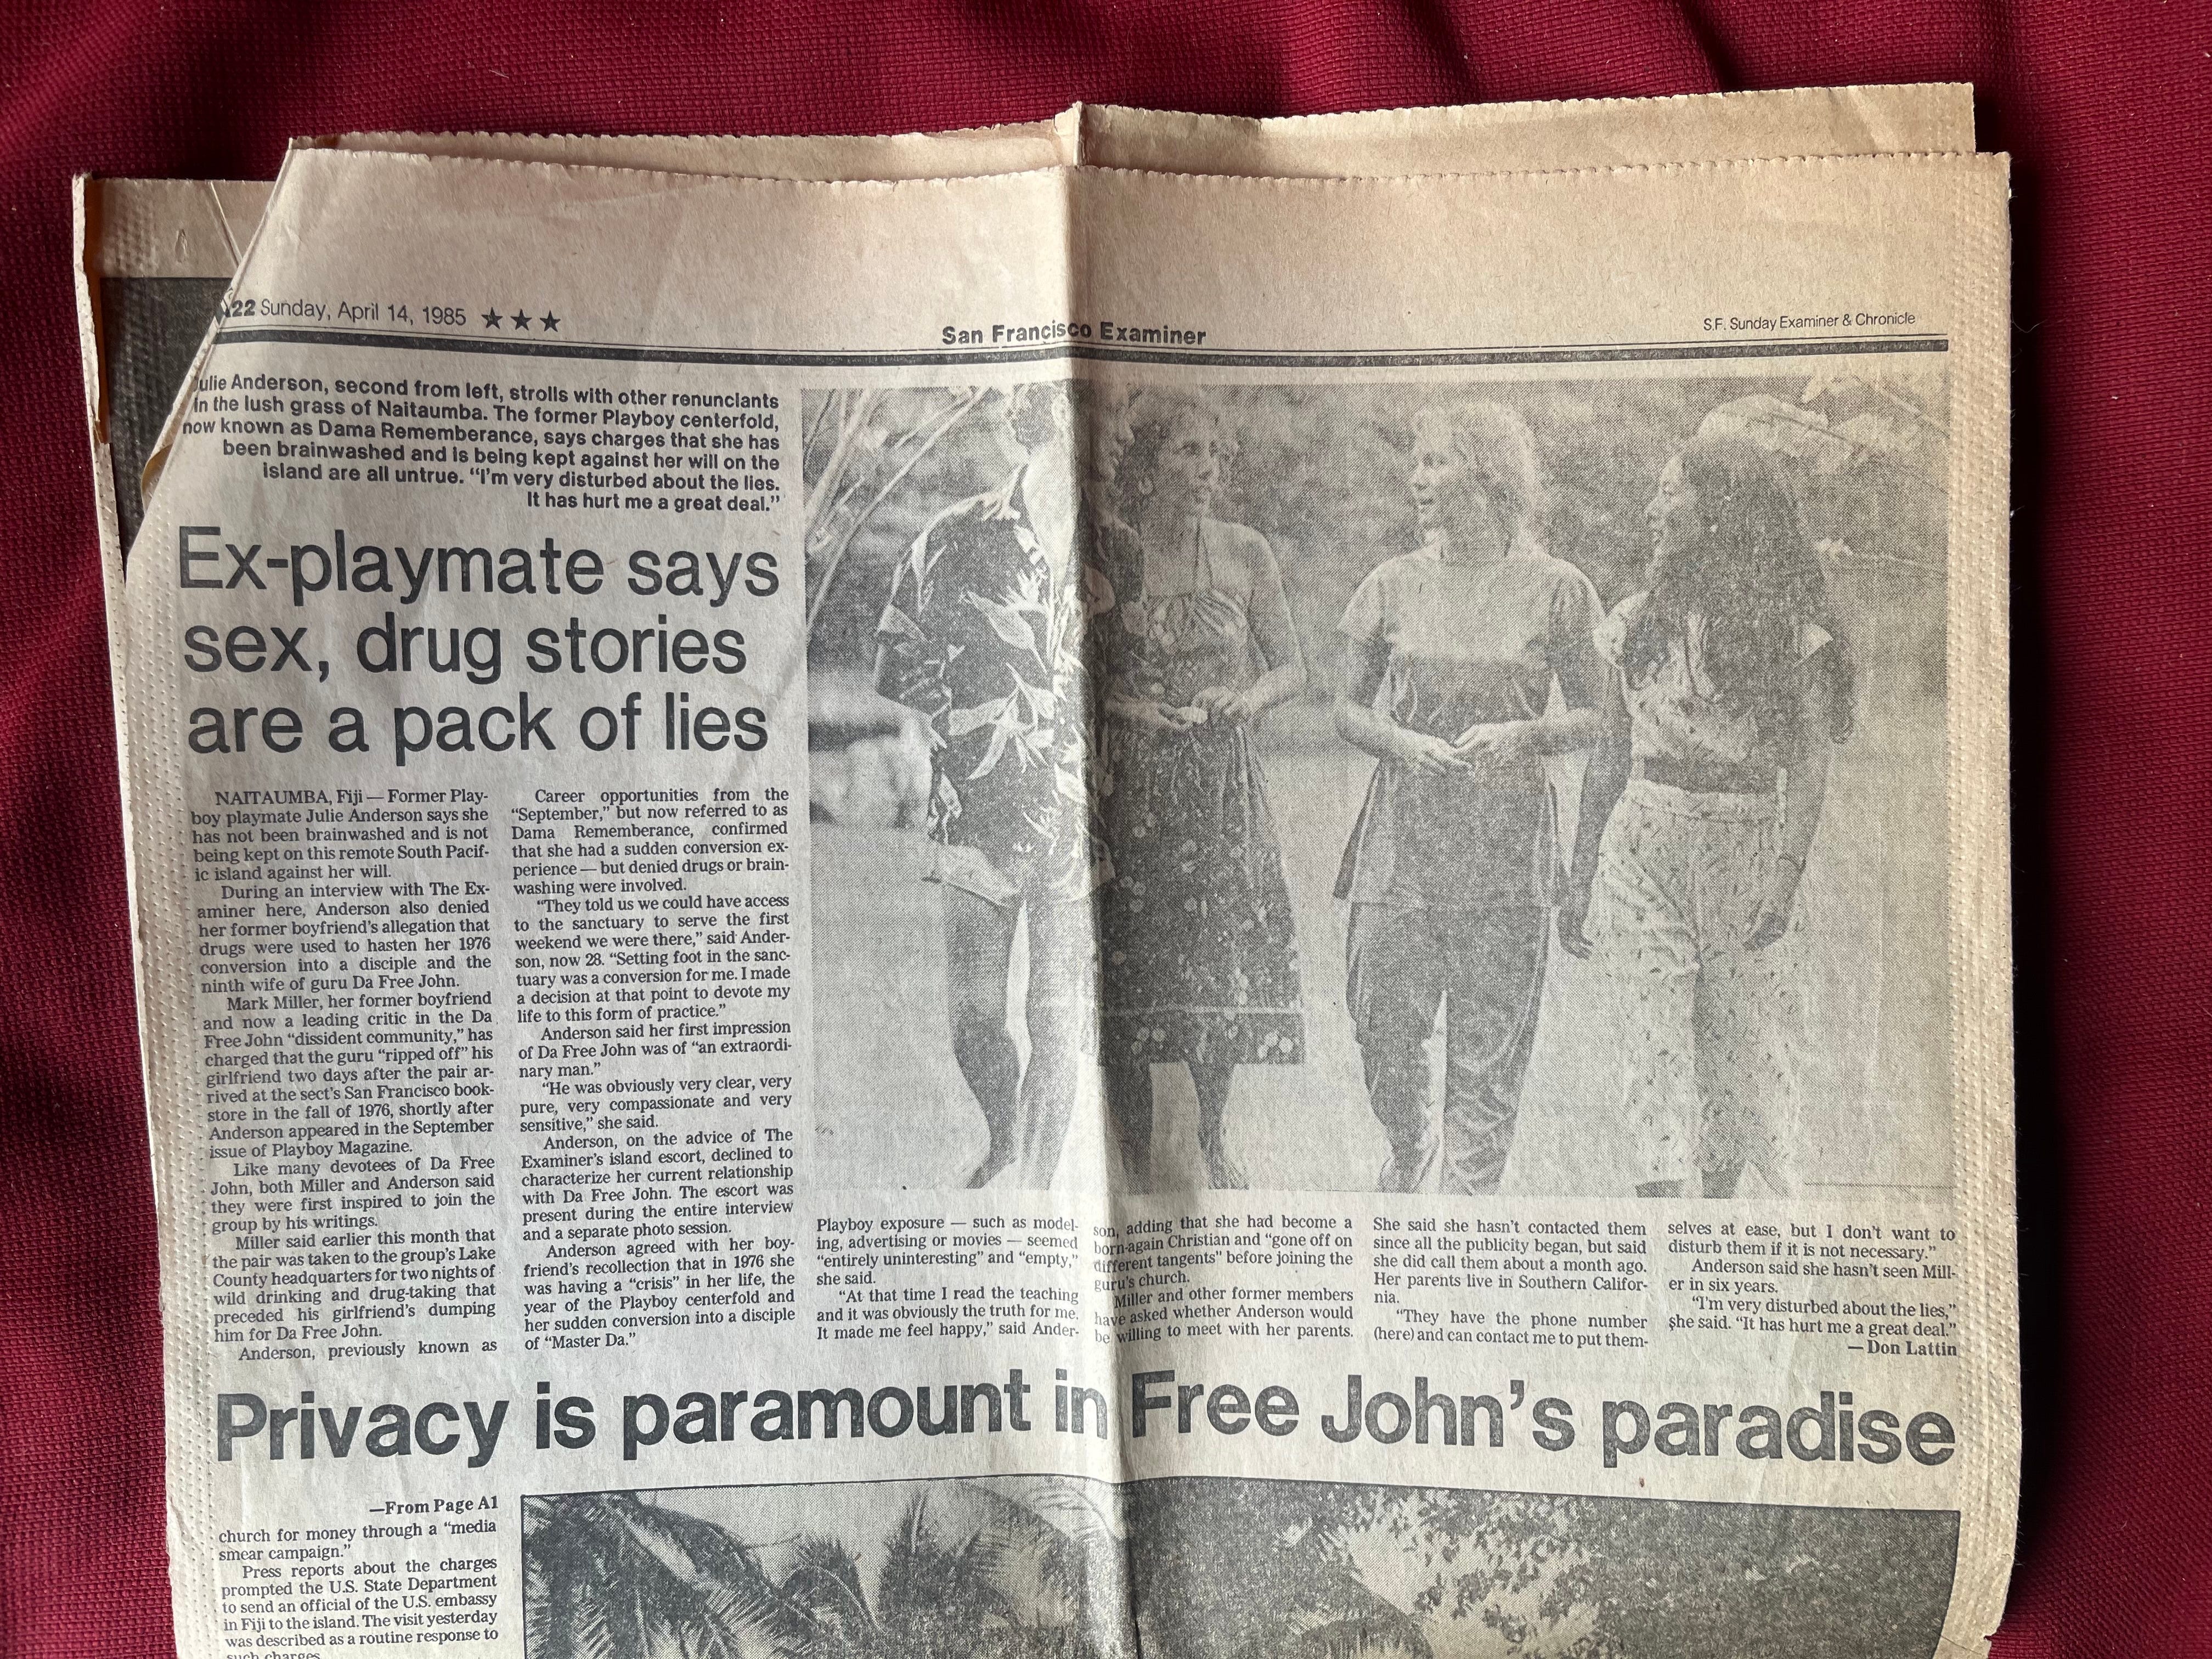 22 Sunday, April 14, 1985 ★★★
San Francisco Examiner
S.F. Sunday Examiner & Chronicle
Julie Anderson, second from left, strolls with other renunciants
in the lush grass of Naitaumba. The former Playboy centerfold,
now known as Dama Rememberance, says charges that she has
been brainwashed and is being kept against her will on the
island are all untrue. “I'm very disturbed about the lies.
It has hurt me a great deal.”
Ex-playmate says
sex, drug stories
are a pack of lies
NAITAUMBA, Fiji — Former Play-
boy playmate Julie Anderson says she
has not been brainwashed and is not
being kept on this remote South Pacif-
ic island against her will.
During an interview with The Ex-
aminer here, Anderson also denied
her former boyfriend's allegation that
drugs were used to hasten her 1976
conversion into a disciple and the
ninth wife of guru Da Free John.
Mark Miller, her former boyfriend
and now a leading critic in the Da
Free John “dissident community,” has
charged that the guru “ripped off” his
girlfriend two days after the pair ar-
rived at the sect's San Francisco book-
store in the fall of 1976, shortly after
Anderson appeared in the September
issue of Playboy Magazine.
Like many devotees of Da Free
John, both Miller and Anderson said
they were first inspired to join the
group by his writings.
Miller said earlier this month that
the pair was taken to the group's Lake
County headquarters for two nights of
wild drinking and drug-taking that
preceded his girlfriend's dumping
him for Da Free John.
Anderson, previously known as
Career opportunities from the
“September,” but now referred to as
Dama Rememberance, confirmed
that she had a sudden conversion ex-
perience — but denied drugs or brain-
washing were involved.
“They told us we could have access
to the sanctuary to serve the first
weekend we were there,” said Ander-
son, now 28. “Setting foot in the sanc-
tuary was a conversion for me. I made
a decision at that point to devote my
life to this form of practice.”
Anderson said her first impression
of Da Free John was of “an extraordi-
nary man.”
“He was obviously very clear, very
pure, very compassionate and very
sensitive,” she said.
Anderson, on the advice of The
Examiner's island escort, declined to
characterize her current relationship
with Da Free John. The escort was
present during the entire interview
and a separate photo session.
Anderson agreed with her boy-
friend's recollection that in 1976 she
was having a “crisis” in her life, the
year of the Playboy centerfold and
her sudden conversion into a disciple
of “Master Da.”
Playboy exposure — such as model-
ing, advertising or movies — seemed
“entirely uninteresting” and “empty,”
she said.
“At that time I read the teaching
and it was obviously the truth for me.
It made me feel happy,” said Ander-
son, adding that she had become a
born-again Christian and “gone off on
different tangents” before joining the
guru's church.
Miller and other former members
have asked whether Anderson would
be willing to meet with her parents.
She said she hasn't contacted them
since all the publicity began, but said
she did call them about a month ago.
Her parents live in Southern Califor-
nia.
“They have the phone number
(here) and can contact me to put them-
selves at ease, but I don't want to
disturb them if it is not necessary.”
Anderson said she hasn't seen Mill-
er in six years.
“I'm very disturbed about the lies,”
she said. “It has hurt me a great deal.”
— Don Lattin
Privacy is paramount in Free John's paradise
—From Page A1
church for money through a “media
smear campaign.”
Press reports about the charges
prompted the U.S. State Department
to send an official of the U.S. embassy
in Fiji to the island. The visit yesterday
was described as a routine response to
such charges.